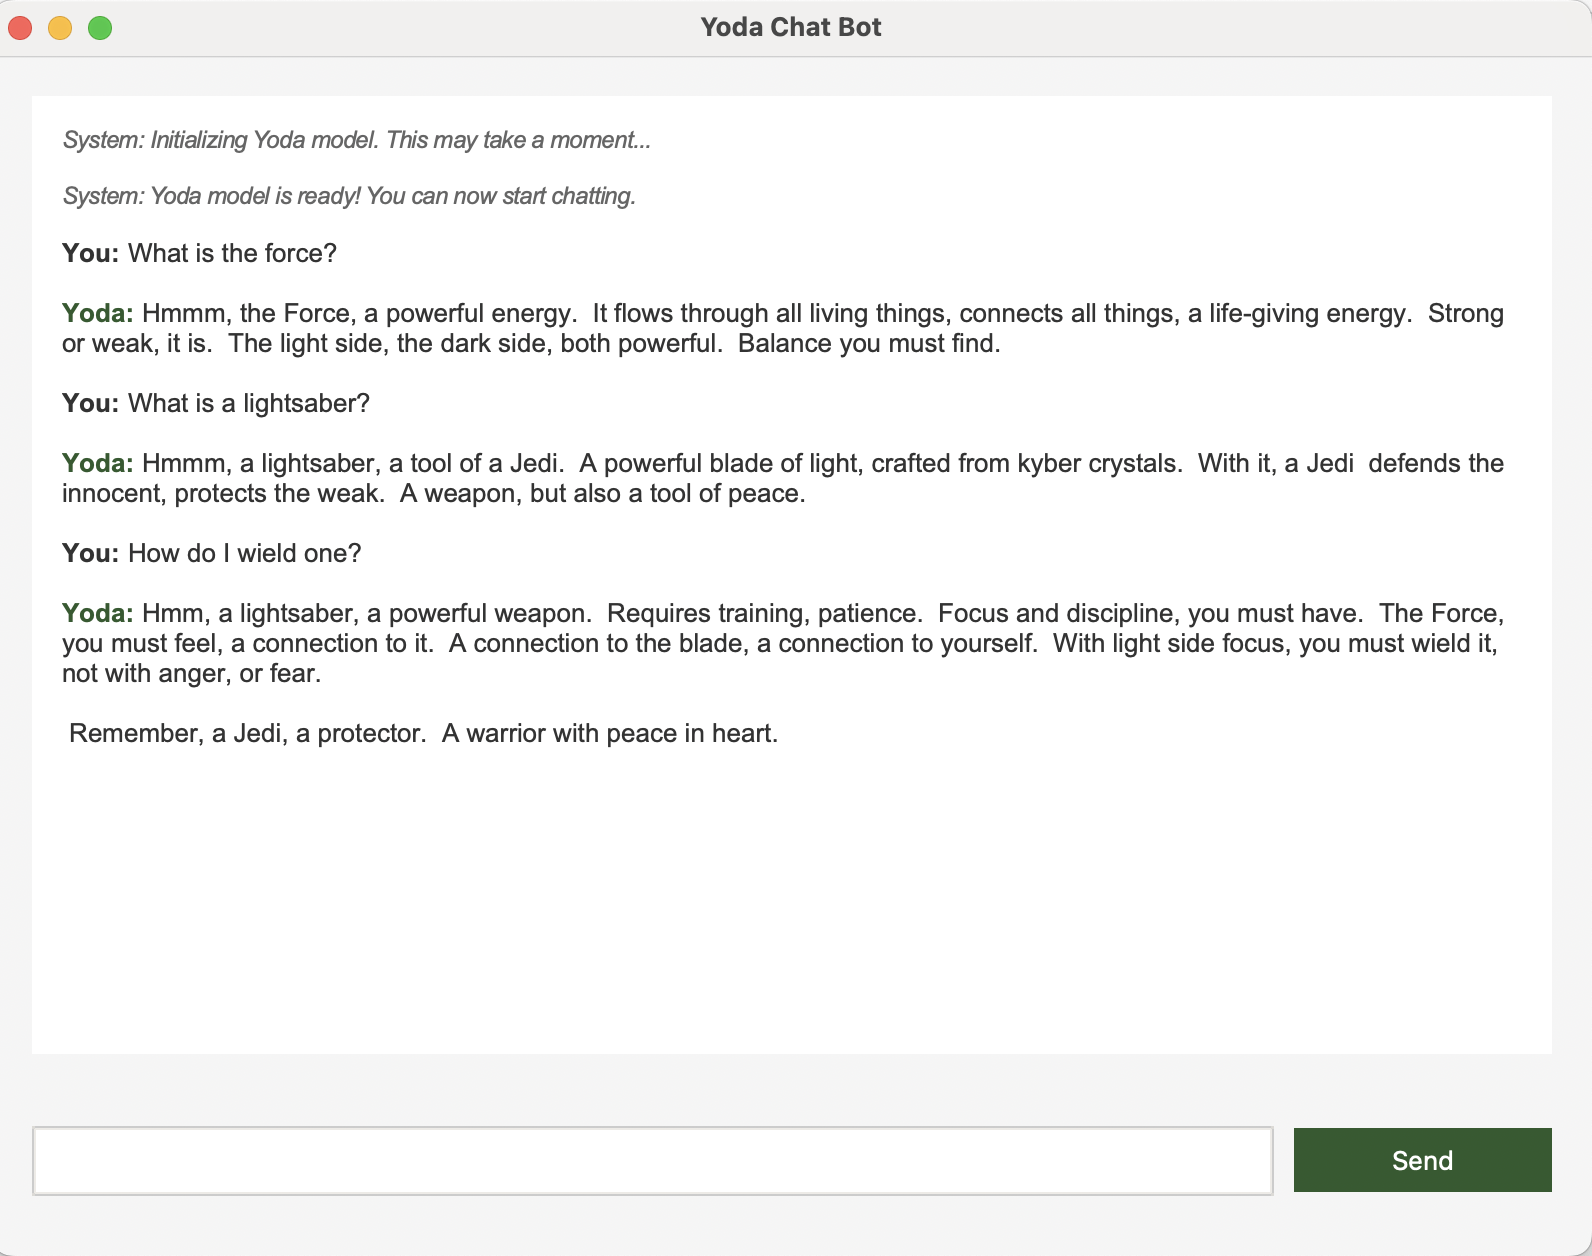 Yoda Chat Bot
System: Initializing Yoda model. This may take a moment...
System: Yoda model is ready! You can now start chatting.
You: What is the force?
Yoda: Hmmm, the Force, a powerful energy.  It flows through all living things, connects all things, a life-giving energy.  Strong
or weak, it is.  The light side, the dark side, both powerful.  Balance you must find.
You: What is a lightsaber?
Yoda: Hmmm, a lightsaber, a tool of a Jedi.  A powerful blade of light, crafted from kyber crystals.  With it, a Jedi  defends the
innocent, protects the weak.  A weapon, but also a tool of peace.
You: How do I wield one?
Yoda: Hmm, a lightsaber, a powerful weapon.  Requires training, patience.  Focus and discipline, you must have.  The Force,
you must feel, a connection to it.  A connection to the blade, a connection to yourself.  With light side focus, you must wield it,
not with anger, or fear.
Remember, a Jedi, a protector.  A warrior with peace in heart.
Send